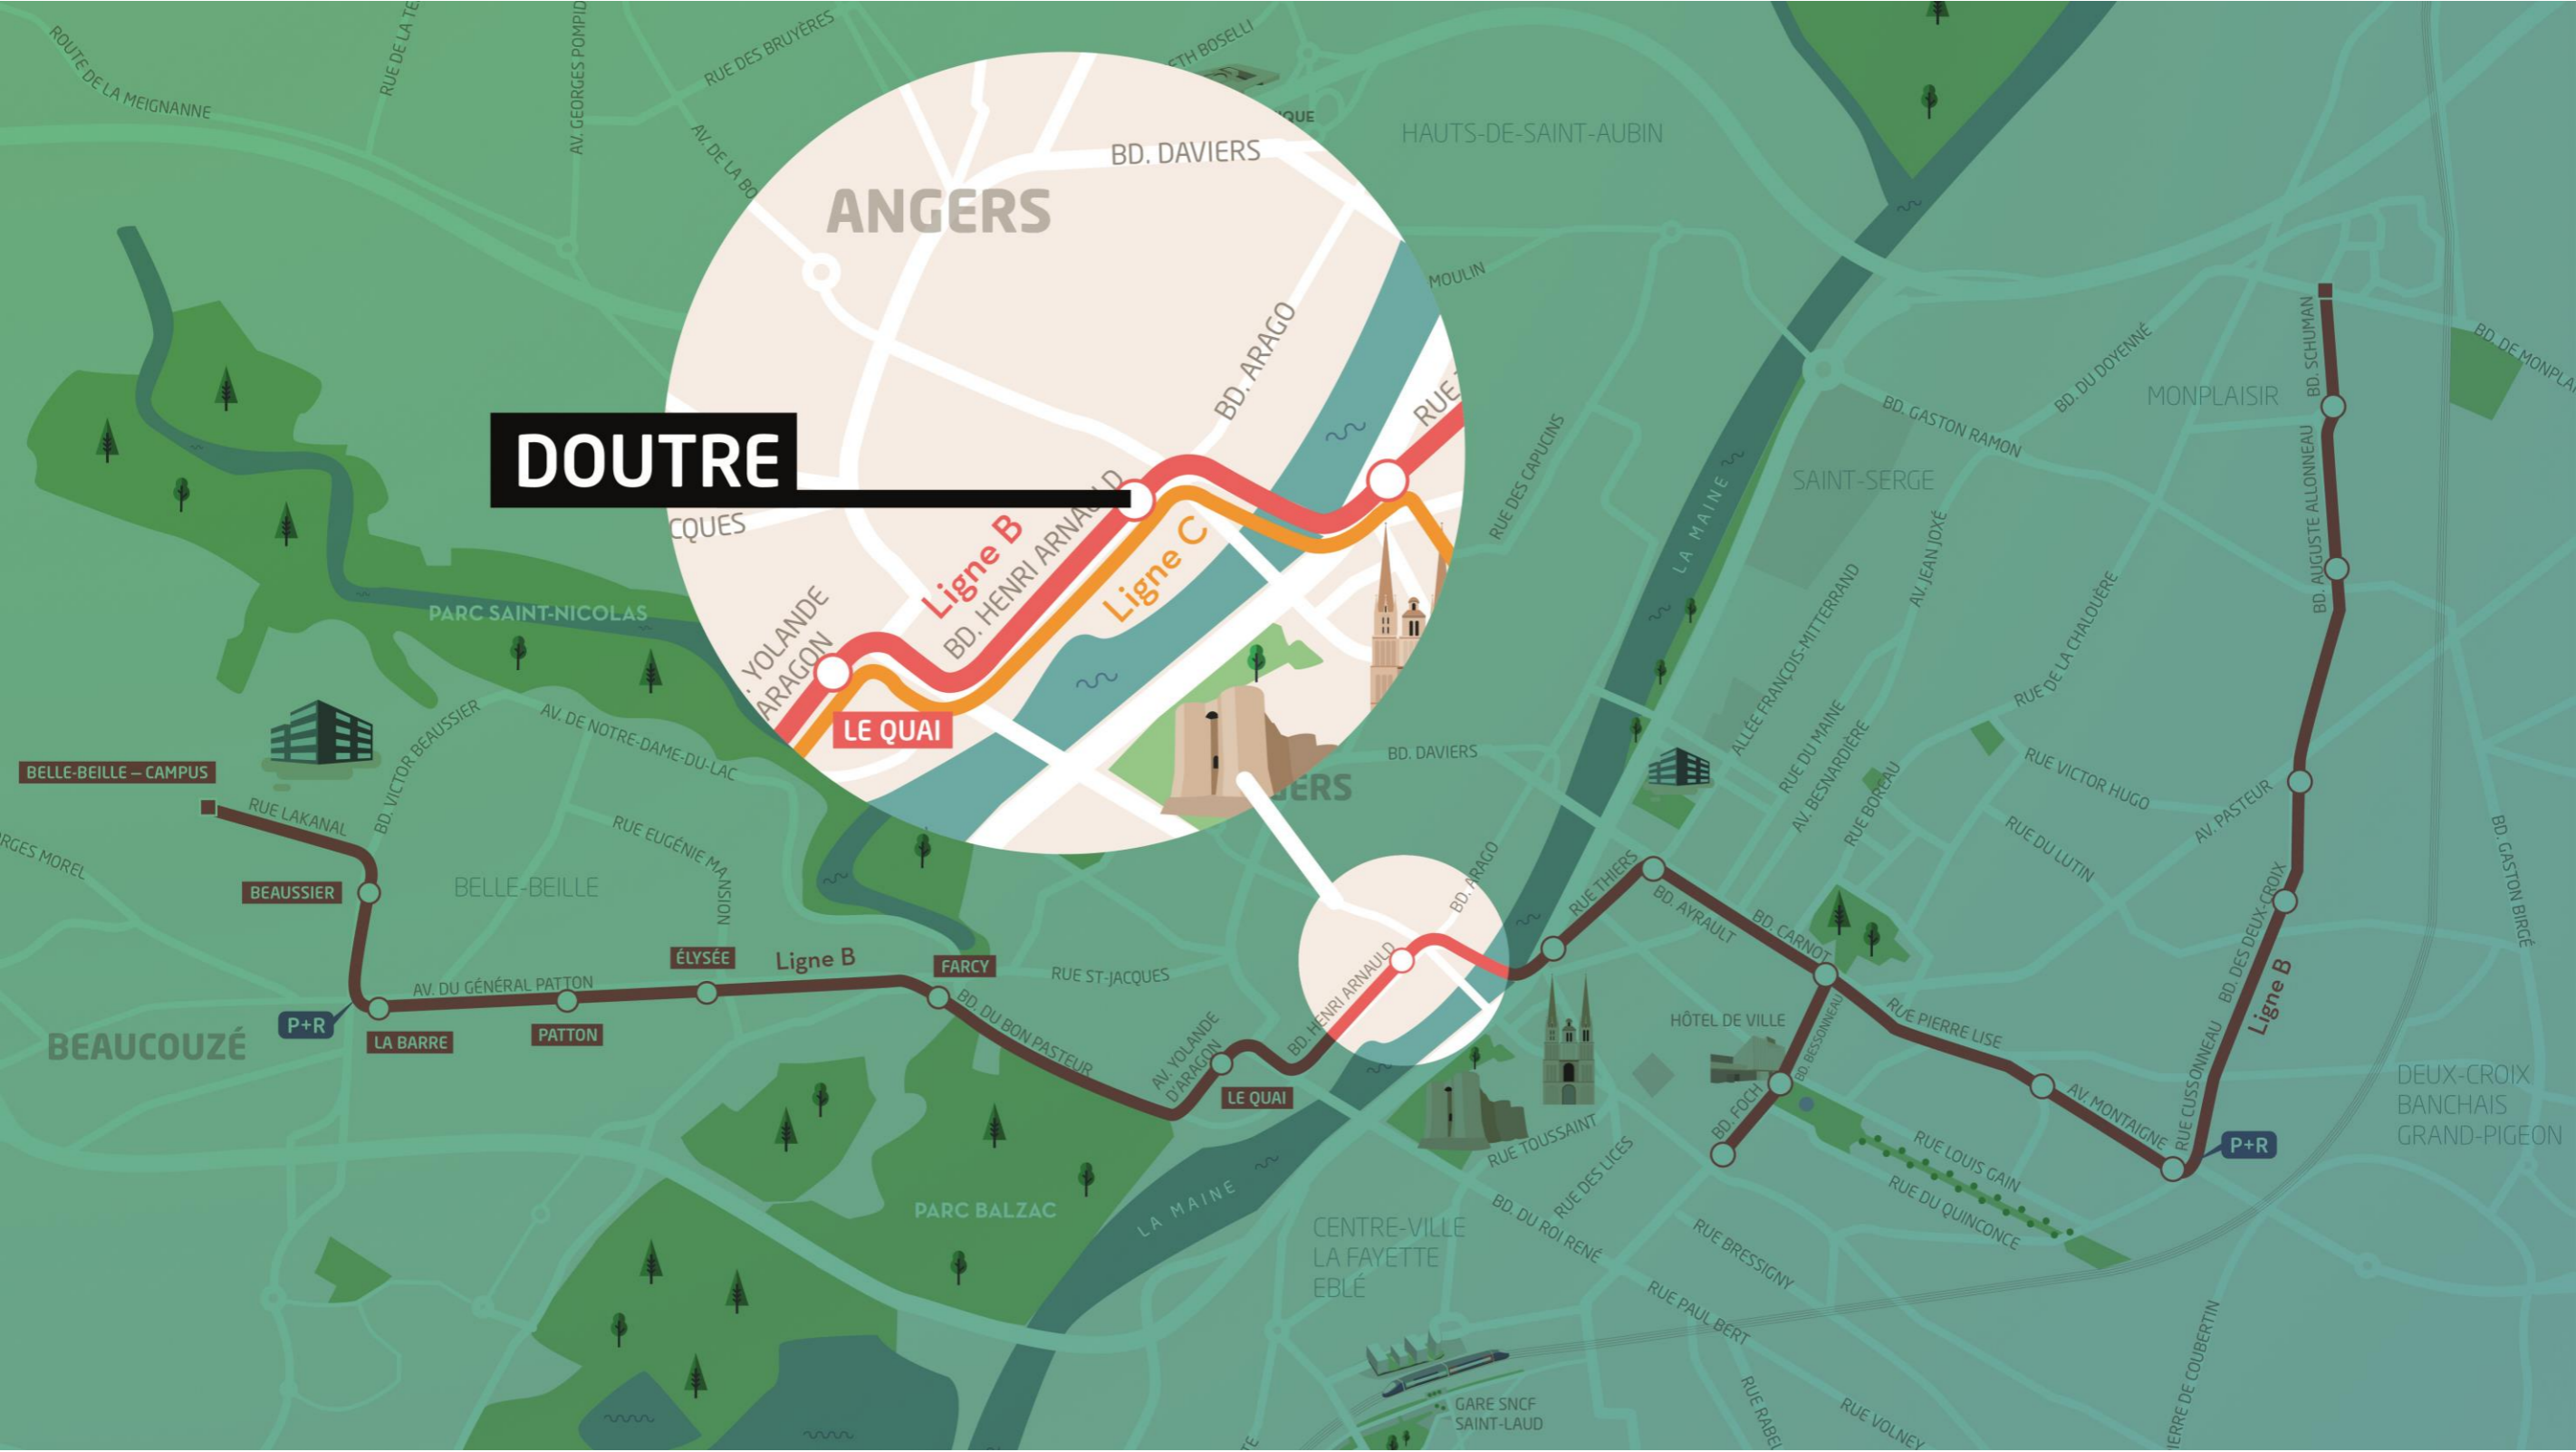 ROUTE DE LA MEIGNANNE
RUE DE LA TE
AV. GEORGES POMPID
RUE DES BRUYÈRES
AV. DE LA BO
ETH BOSELLI
QUE
HAUTS-DE-SAINT-AUBIN
BD. DAVIERS
ANGERS
BD. ARAGO
MOULIN
RUE
DOUTRE
CQUES
Ligne B
BD. HENRI ARNAULD
Ligne C
YOLANDE
ARAGON
LE QUAI
RUE DES CAPUCINS
LA MAINE
SAINT-SERGE
BD. GASTON RAMON
BD. DU DOYENNÉ
MONPLAISIR
BD. SCHUMAN
BD. DE MONPLA
BD. AUGUSTE ALLONNEAU
AV. JEAN JOXÉ
ALLÉE FRANÇOIS-MITTERRAND
RUE DE LA CHALOUÈRE
RUE DU MAINE
AV. BESNARDIÈRE
RUE BOREAU
RUE VICTOR HUGO
RUE DU LUTIN
AV. PASTEUR
BD. GASTON BIRGÉ
PARC SAINT-NICOLAS
AV. DE NOTRE-DAME-DU-LAC
BD. VICTOR BEAUSSIER
BELLE-BEILLE – CAMPUS
RUE LAKANAL
RGES MOREL
RUE EUGÉNIE MANSION
BEAUSSIER
BELLE-BEILLE
BD. DAVIERS
GERS
BD. ARAGO
RUE THIERS
BD. AYRAULT
BD. CARNOT
BD. DES DEUX-CROIX
Ligne B
ÉLYSÉE
Ligne B
FARCY
RUE ST-JACQUES
BD. HENRI ARNAULD
AV. DU GÉNÉRAL PATTON
BEAUCOUZÉ
P+R
LA BARRE
PATTON
BD. DU BON PASTEUR
AV. YOLANDE
D'ARAGON
LE QUAI
HÔTEL DE VILLE
BD. BESSONNEAU
RUE PIERRE LISE
BD. FOCH
AV. MONTAIGNE
RUE CUSSONNEAU
P+R
DEUX-CROIX
BANCHAIS
GRAND-PIGEON
RUE TOUSSAINT
RUE DES LICES
RUE LOUIS GAIN
RUE DU QUINCONCE
PARC BALZAC
LA MAINE
CENTRE-VILLE
LA FAYETTE
EBLÉ
BD. DU ROI RENÉ
RUE BRESSIGNY
RUE PAUL BERT
GARE SNCF
SAINT-LAUD
RUE RABEL
RUE VOLNEY
IERRE DE COUBERTIN
TE